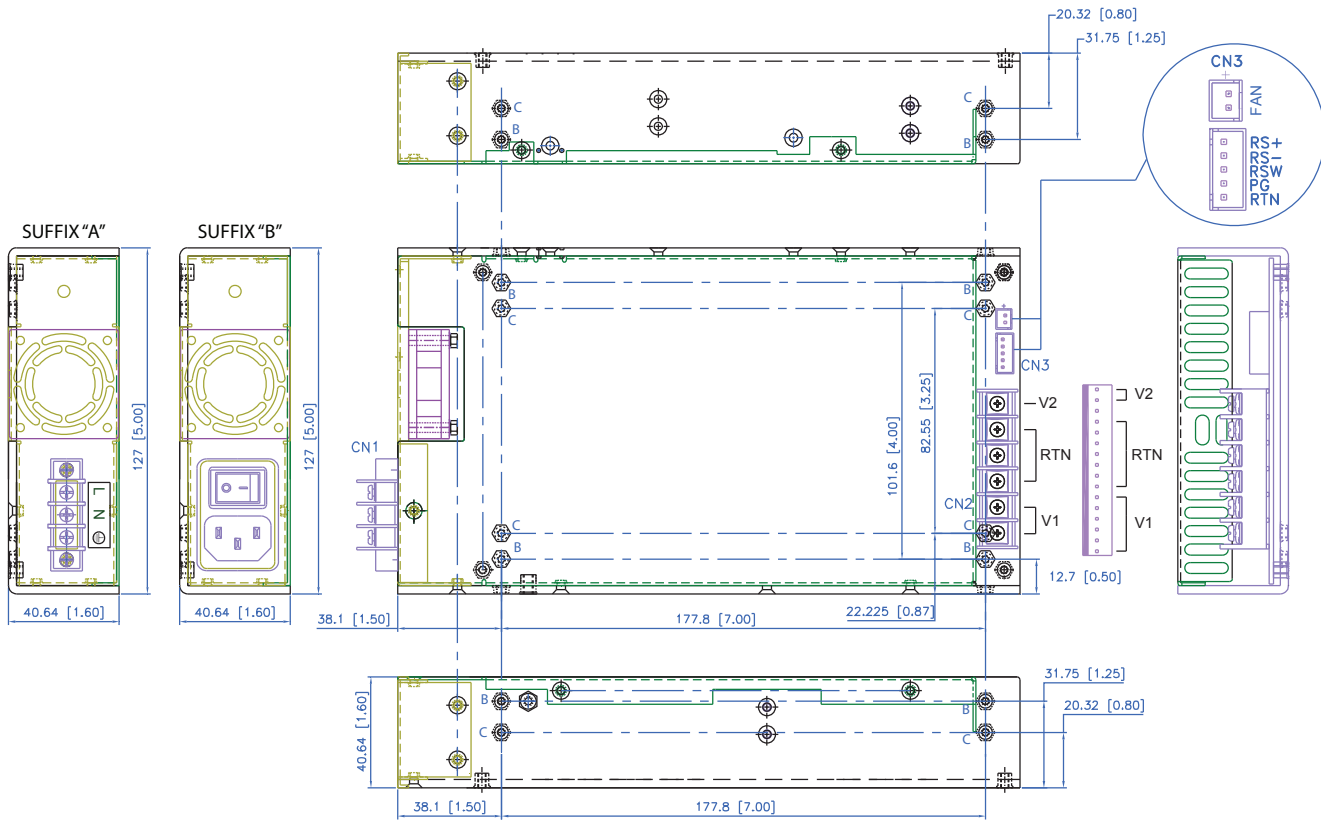 20.32 [0.80]
31.75 [1.25]
CN3
FAN
RS+
RS-
RSW
PG
RTN
C
B
C
B
SUFFIX "A"
SUFFIX "B"
127 [5.00]
127 [5.00]
L N
40.64 [1.60]
40.64 [1.60]
CN1
B
C
B
C
CN3
101.6 [4.00]
82.55 [3.25]
V2
RTN
CN2
V1
V2
RTN
V1
C
B
C
B
12.7 [0.50]
22.225 [0.87]
38.1 [1.50]
177.8 [7.00]
31.75 [1.25]
20.32 [0.80]
B
C
B
C
40.64 [1.60]
38.1 [1.50]
177.8 [7.00]